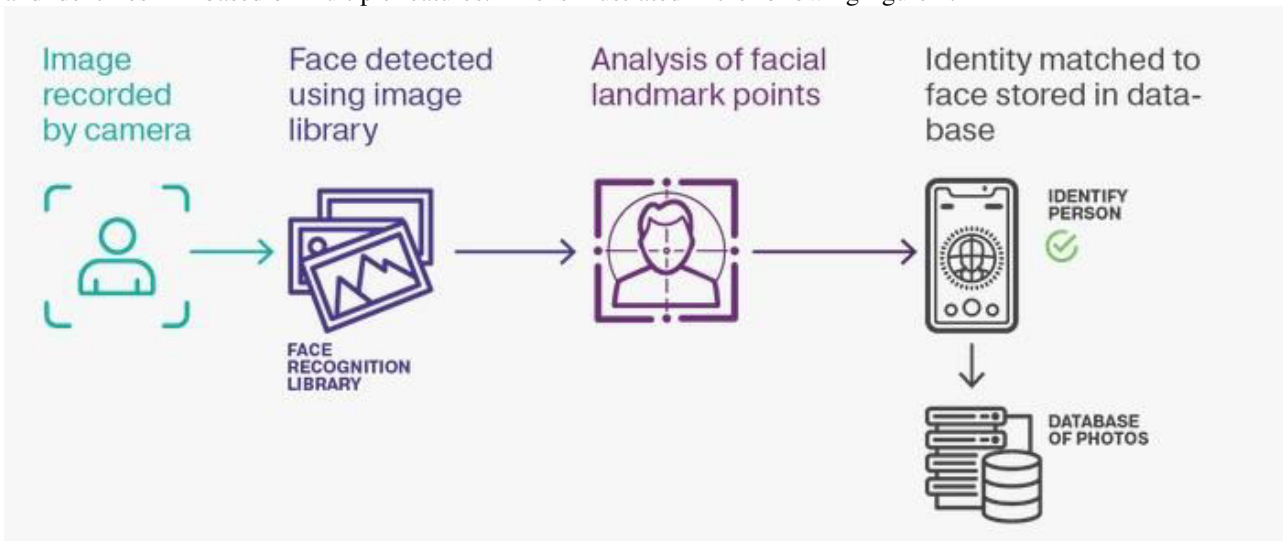 Image
recorded
by camera
Face detected
using image
library
Analysis of facial
landmark points
Identity matched to
face stored in data-
base
FACE
RECOGNITION
LIBRARY
IDENTIFY
PERSON
DATABASE
OF PHOTOS